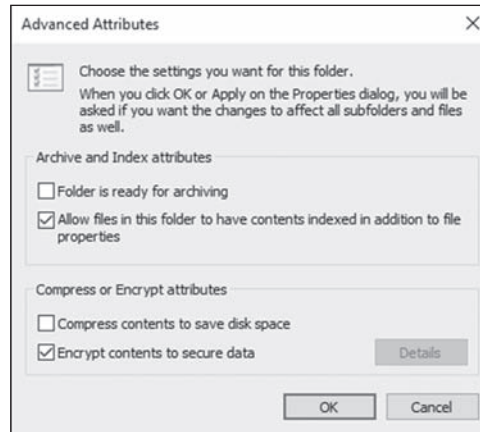 Advanced Attributes
Choose the settings you want for this folder.
When you click OK or Apply on the Properties dialog, you will be
asked if you want the changes to affect all subfolders and files
as well.
Archive and Index attributes
Folder is ready for archiving
Allow files in this folder to have contents indexed in addition to file
properties
Compress or Encrypt attributes
Compress contents to save disk space
Encrypt contents to secure data
Details
OK
Cancel